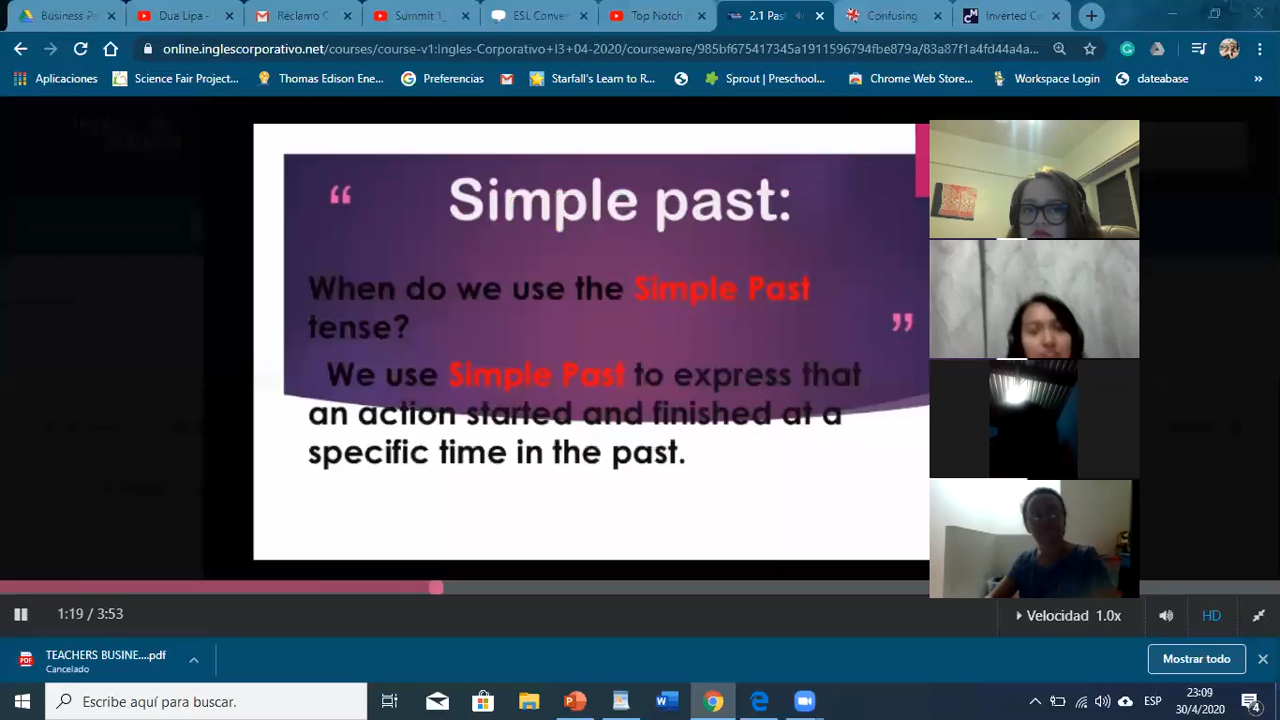 Business Pa
Dua Lipa -
Reclamo C
Summit 1_
ESL Conver
Top Notch
2.1 Pas
Confusing
Inverted Co
online.inglescorporativo.net/courses/course-v1:Ingles-Corporativo+I3+04-2020/courseware/985bf675417345a1911596794fbe879a/83a87f1a4fd44a4a...
Aplicaciones
Science Fair Project...
Thomas Edison Ene...
Preferencias
Starfall's Learn to R...
Sprout | Preschool...
Chrome Web Store...
Workspace Login
dateabase
»
“ Simple past:
When do we use the Simple Past
tense? ”
We use Simple Past to express that
an action started and finished at a
specific time in the past.
1:19 / 3:53
Velocidad 1.0x
HD
TEACHERS BUSINE....pdf
Cancelado
Mostrar todo
Escribe aquí para buscar.
ESP
23:09
30/4/2020
4